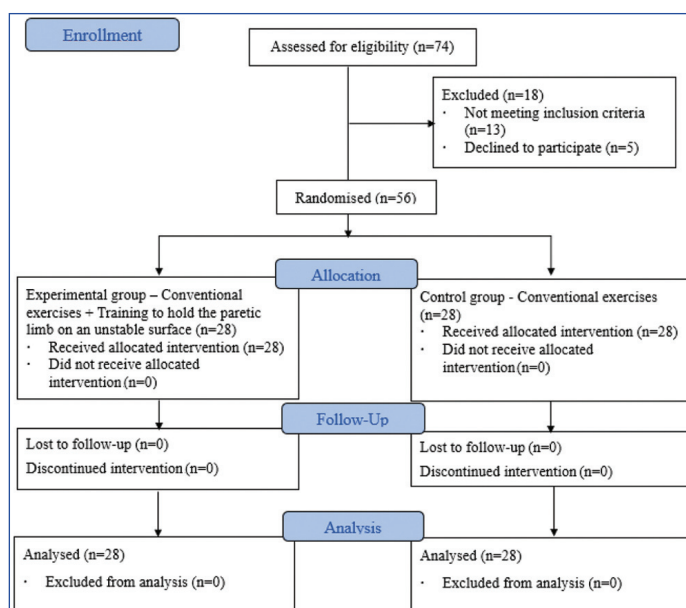 Enrollment
Assessed for eligibility (n=74)
Excluded (n=18)
· Not meeting inclusion criteria
(n=13)
· Declined to participate (n=5)
Randomised (n=56)
Allocation
Experimental group – Conventional
exercises + Training to hold the paretic
limb on an unstable surface (n=28)
· Received allocated intervention (n=28)
· Did not receive allocated
intervention (n=0)
Control group - Conventional exercises
(n=28)
· Received allocated intervention (n=28)
· Did not receive allocated
intervention (n=0)
Follow-Up
Lost to follow-up (n=0)
Discontinued intervention (n=0)
Lost to follow-up (n=0)
Discontinued intervention (n=0)
Analysis
Analysed (n=28)
· Excluded from analysis (n=0)
Analysed (n=28)
· Excluded from analysis (n=0)